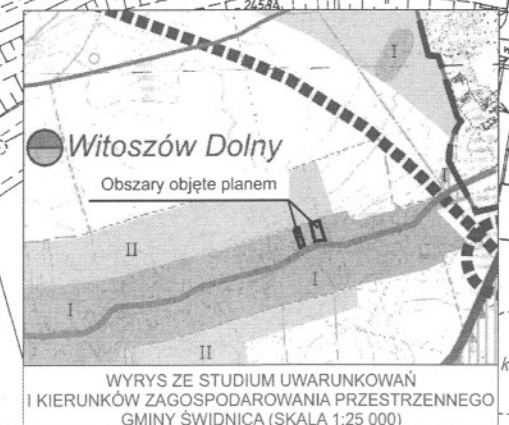 24584
I
Witoszów Dolny
Obszary objęte planem
I
II
I
I
II
k
WYRYS ZE STUDIUM UWARUNKOWAŃ
I KIERUNKÓW ZAGOSPODAROWANIA PRZESTRZENNEGO
GMINY ŚWIDNICA (SKALA 1:25 000)